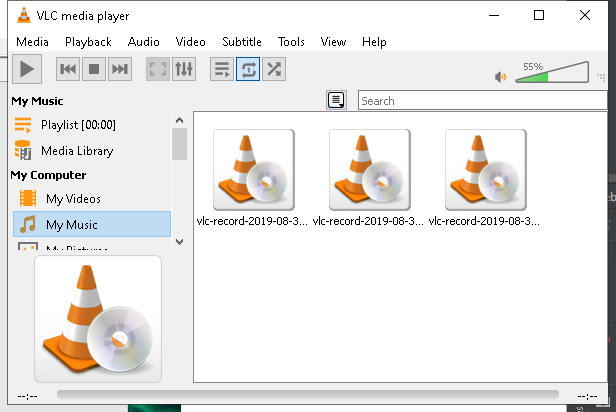 VLC media player
Media Playback Audio Video Subtitle Tools View Help
55%
My Music
Search
Playlist [00:00]
Media Library
My Computer
My Videos
My Music
vlc-record-2019-08-3... vlc-record-2019-08-3... vlc-record-2019-08-3...
--:-- --:--